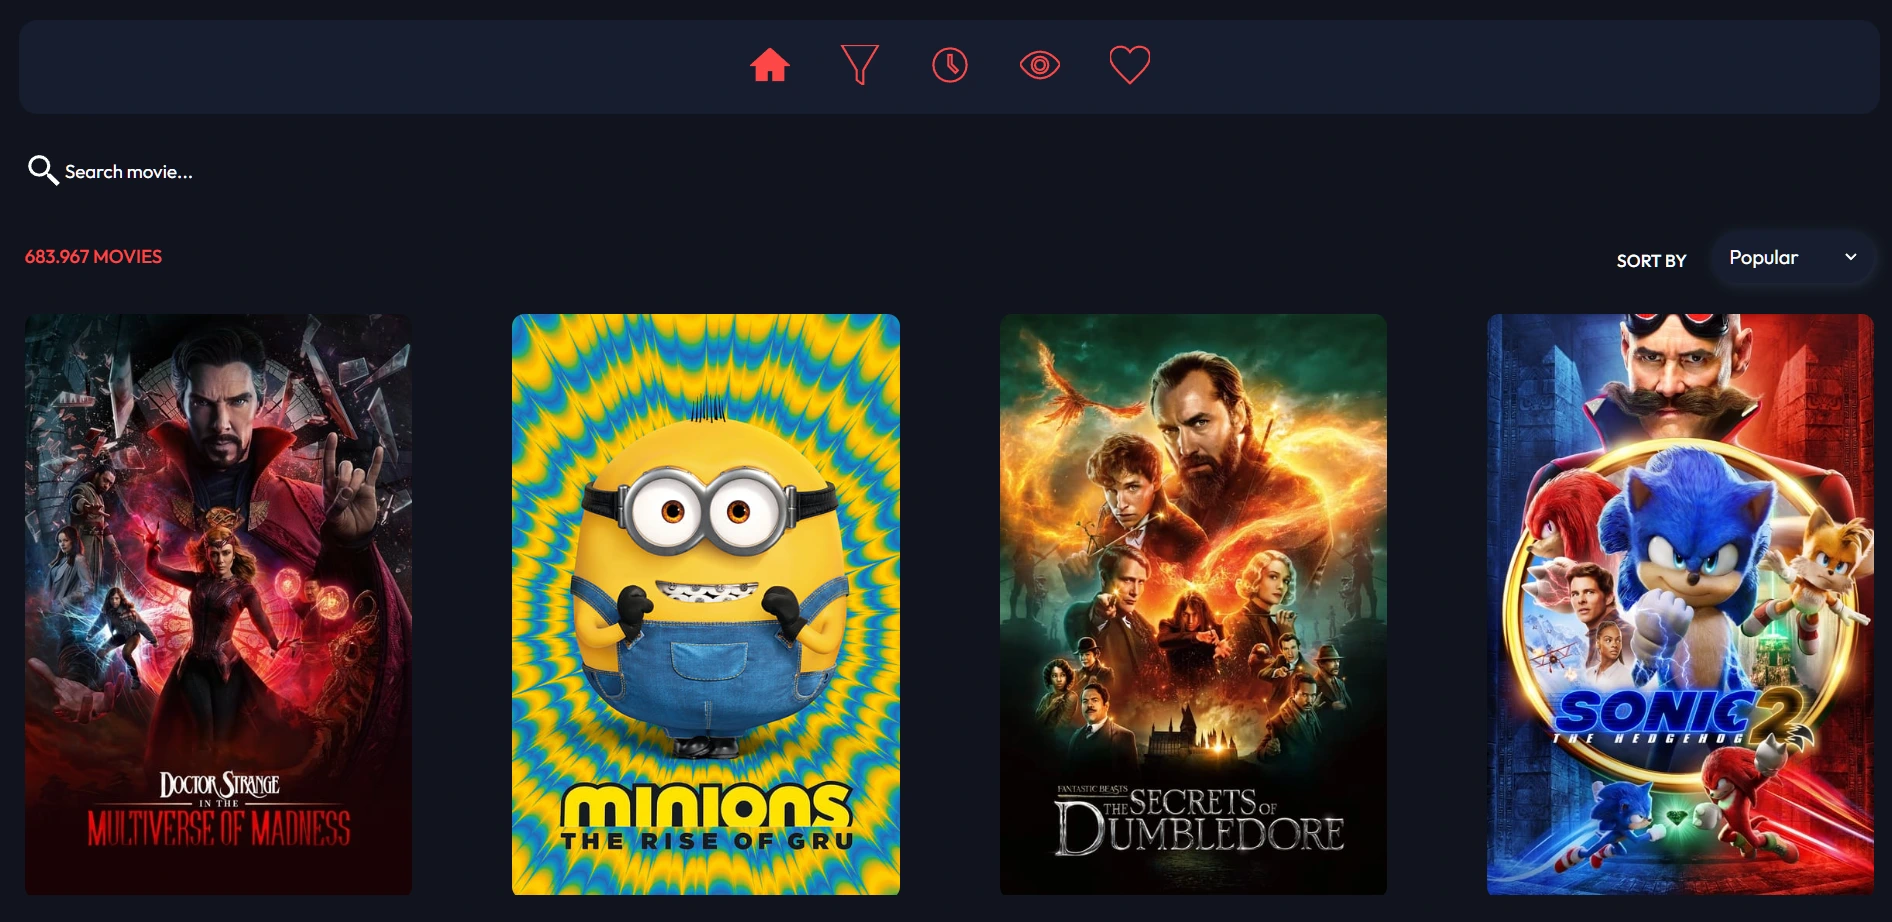 Search movie...
683.967 MOVIES
SORT BY Popular
DOCTOR STRANGE
IN THE
MULTIVERSE OF MADNESS
minions
THE RISE OF GRU
FANTASTIC BEASTS
THE SECRETS OF
DUMBLEDORE
SONIC 2
THE HEDGEHOG